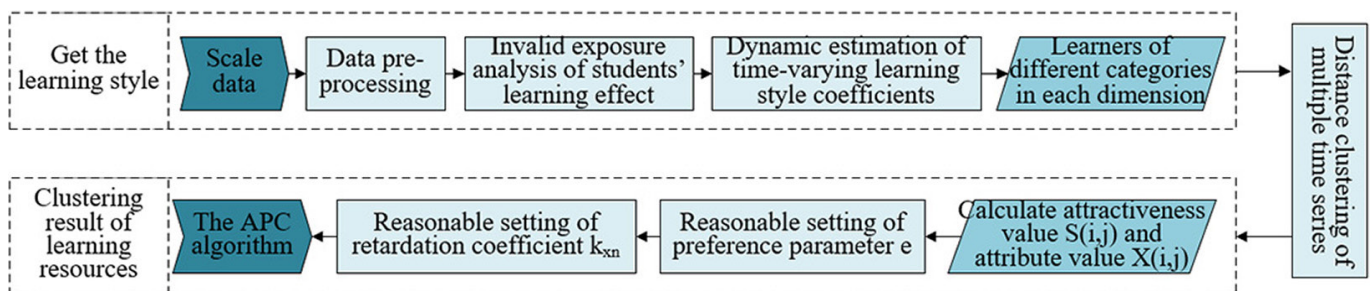 Get the
learning style
Scale
data
Data pre-
processing
Invalid exposure
analysis of students'
learning effect
Dynamic estimation of
time-varying learning
style coefficients
Learners of
different categories
in each dimension
Distance clustering of
multiple time series
Clustering
result of
learning
resources
The APC
algorithm
Reasonable setting of
retardation coefficient kxn
Reasonable setting of
preference parameter e
Calculate attractiveness
value S(i,j) and
attribute value X(i,j)